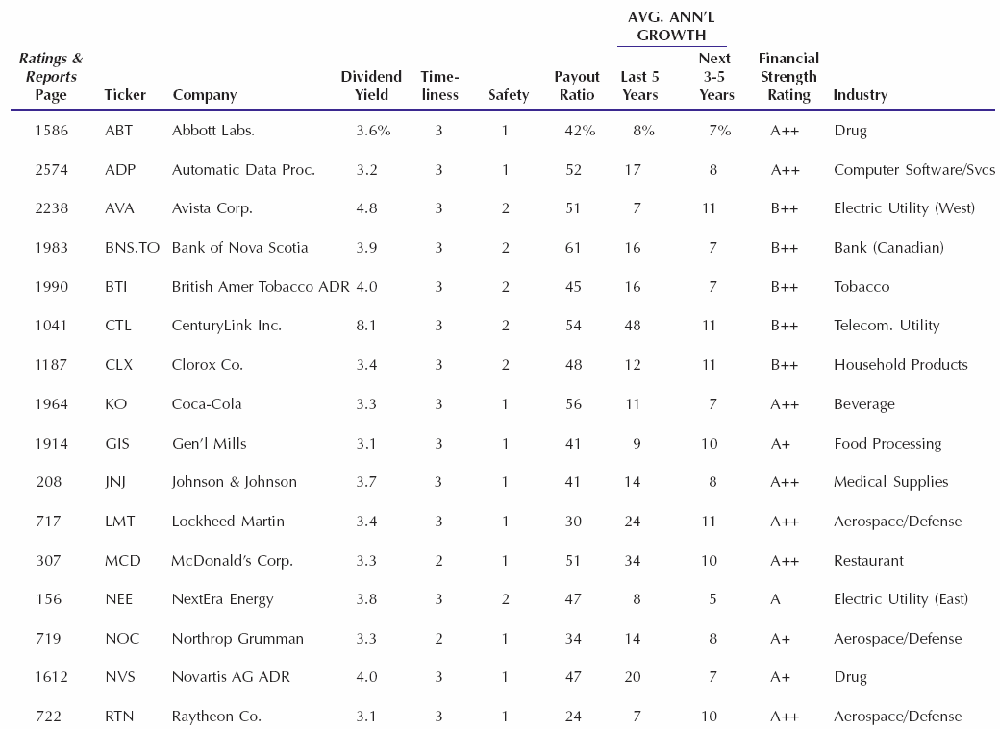 AVG. ANN’L
GROWTH
Ratings & Next Financial
Reports Dividend Time- Payout Last 5 3-5 Strength
Page Ticker Company Yield liness Safety Ratio Years Years Rating Industry
1586 ABT Abbott Labs. 3.6% 3 1 42% 8% 7% A++ Drug
2574 ADP Automatic Data Proc. 3.2 3 1 52 17 8 A++ Computer Software/Svcs
2238 AVA Avista Corp. 4.8 3 2 51 7 11 B++ Electric Utility (West)
1983 BNS.TO Bank of Nova Scotia 3.9 3 2 61 16 7 B++ Bank (Canadian)
1990 BTI British Amer Tobacco ADR 4.0 3 2 45 16 7 B++ Tobacco
1041 CTL CenturyLink Inc. 8.1 3 2 54 48 11 B++ Telecom. Utility
1187 CLX Clorox Co. 3.4 3 2 48 12 11 B++ Household Products
1964 KO Coca-Cola 3.3 3 1 56 11 7 A++ Beverage
1914 GIS Gen’l Mills 3.1 3 1 41 9 10 A+ Food Processing
208 JNJ Johnson & Johnson 3.7 3 1 41 14 8 A++ Medical Supplies
717 LMT Lockheed Martin 3.4 3 1 30 24 11 A++ Aerospace/Defense
307 MCD McDonald’s Corp. 3.3 2 1 51 34 10 A++ Restaurant
156 NEE NextEra Energy 3.8 3 2 47 8 5 A Electric Utility (East)
719 NOC Northrop Grumman 3.3 2 1 34 14 8 A+ Aerospace/Defense
1612 NVS Novartis AG ADR 4.0 3 1 47 20 7 A+ Drug
722 RTN Raytheon Co. 3.1 3 1 24 7 10 A++ Aerospace/Defense